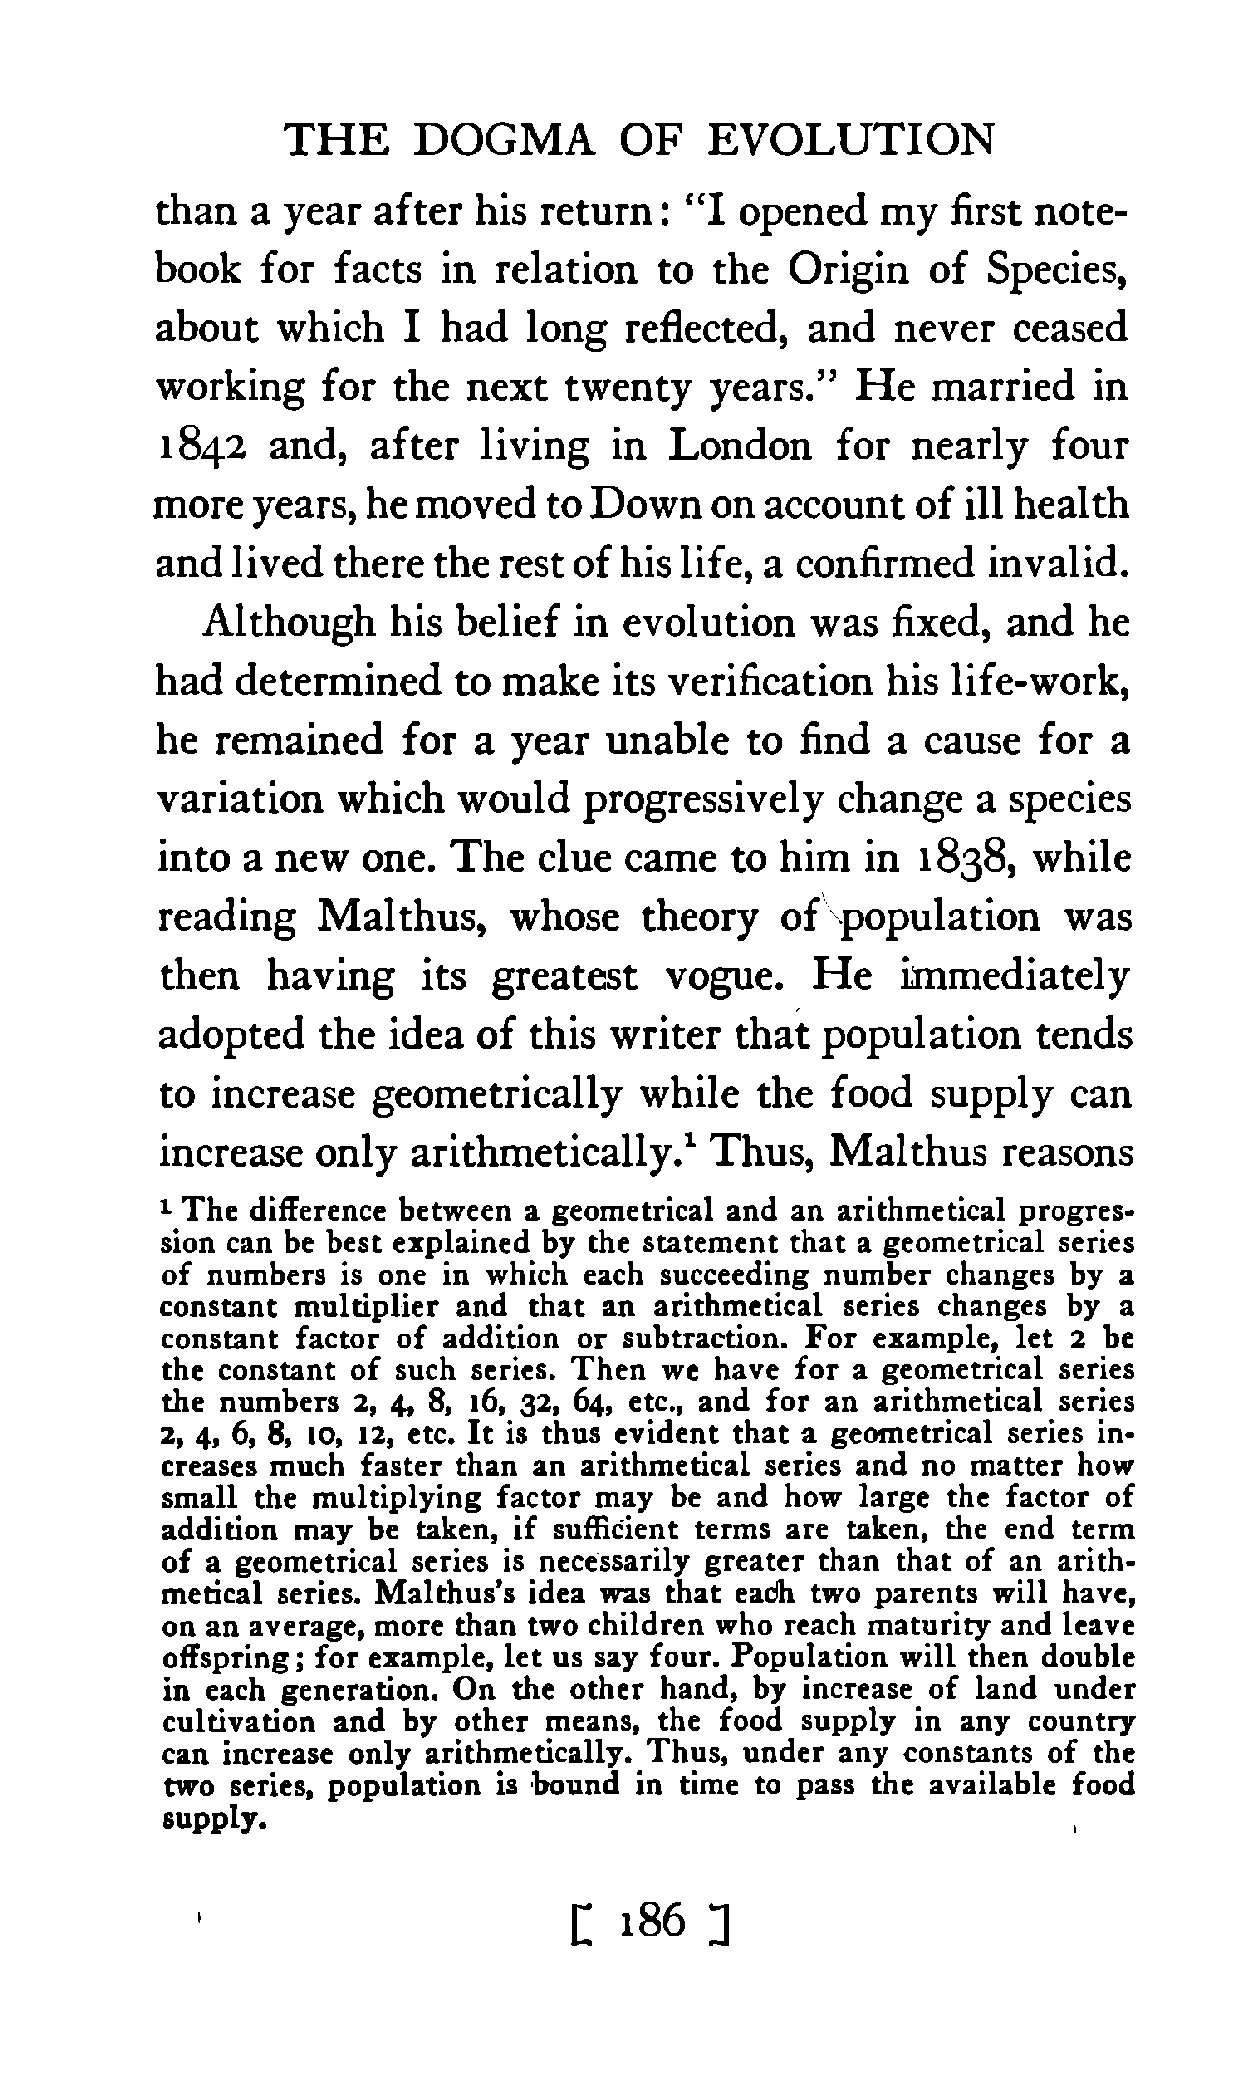 THE DOGMA OF EVOLUTION
than a year after his return: "I opened my first note-
book for facts in relation to the Origin of Species,
about which I had long reflected, and never ceased
working for the next twenty years." He married in
1842 and, after living in London for nearly four
more years, he moved to Down on account of ill health
and lived there the rest of his life, a confirmed invalid.
Although his belief in evolution was fixed, and he
had determined to make its verification his life-work,
he remained for a year unable to find a cause for a
variation which would progressively change a species
into a new one. The clue came to him in 1838, while
reading Malthus, whose theory of population was
then having its greatest vogue. He immediately
adopted the idea of this writer that population tends
to increase geometrically while the food supply can
increase only arithmetically.¹ Thus, Malthus reasons
¹ The difference between a geometrical and an arithmetical progres-
sion can be best explained by the statement that a geometrical series
of numbers is one in which each succeeding number changes by a
constant multiplier and that an arithmetical series changes by a
constant factor of addition or subtraction. For example, let 2 be
the constant of such series. Then we have for a geometrical series
the numbers 2, 4, 8, 16, 32, 64, etc., and for an arithmetical series
2, 4, 6, 8, 10, 12, etc. It is thus evident that a geometrical series in-
creases much faster than an arithmetical series and no matter how
small the multiplying factor may be and how large the factor of
addition may be taken, if sufficient terms are taken, the end term
of a geometrical series is necessarily greater than that of an arith-
metical series. Malthus's idea was that each two parents will have,
on an average, more than two children who reach maturity and leave
offspring; for example, let us say four. Population will then double
in each generation. On the other hand, by increase of land under
cultivation and by other means, the food supply in any country
can increase only arithmetically. Thus, under any constants of the
two series, population is bound in time to pass the available food
supply.
[ 186 ]